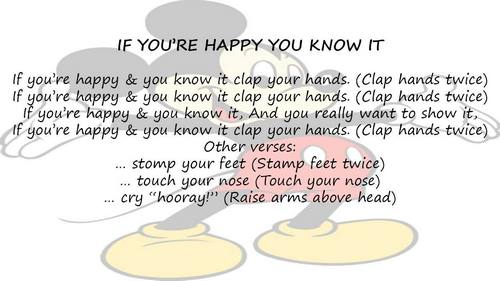 IF YOU'RE HAPPY YOU KNOW IT
If you're happy & you know it clap your hands. (Clap hands twice)
If you're happy & you know it clap your hands. (Clap hands twice)
If you're happy & you know it, And you really want to show it,
If you're happy & you know it clap your hands. (Clap hands twice)
Other verses:
... stomp your feet (Stamp feet twice)
... touch your nose (Touch your nose)
... cry "hooray!" (Raise arms above head)